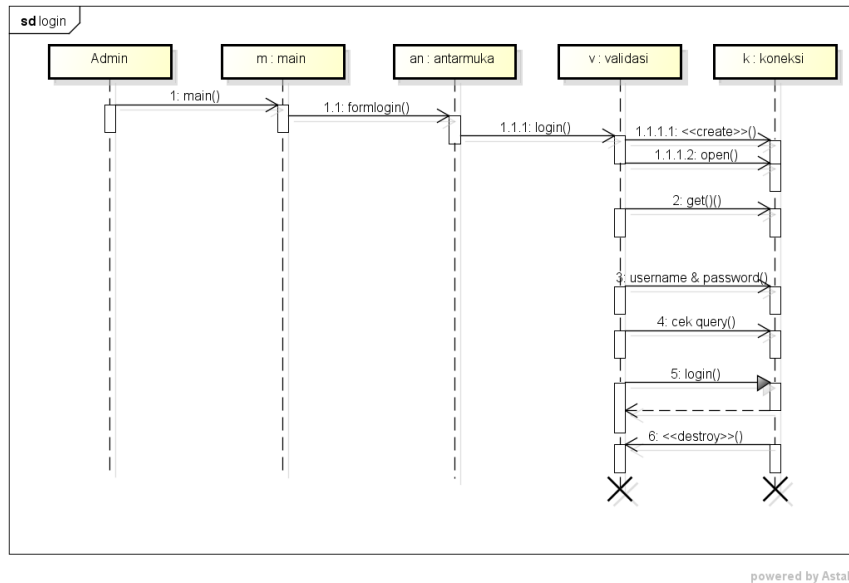 sd login
Admin
m : main
an : antarmuka
v : validasi
k : koneksi
1: main()
1.1: formlogin()
1.1.1: login()
1.1.1.1: <<create>>()
1.1.1.2: open()
2: get()()
3: username & password()
4: cek query()
5: login()
6: <<destroy>>()
powered by